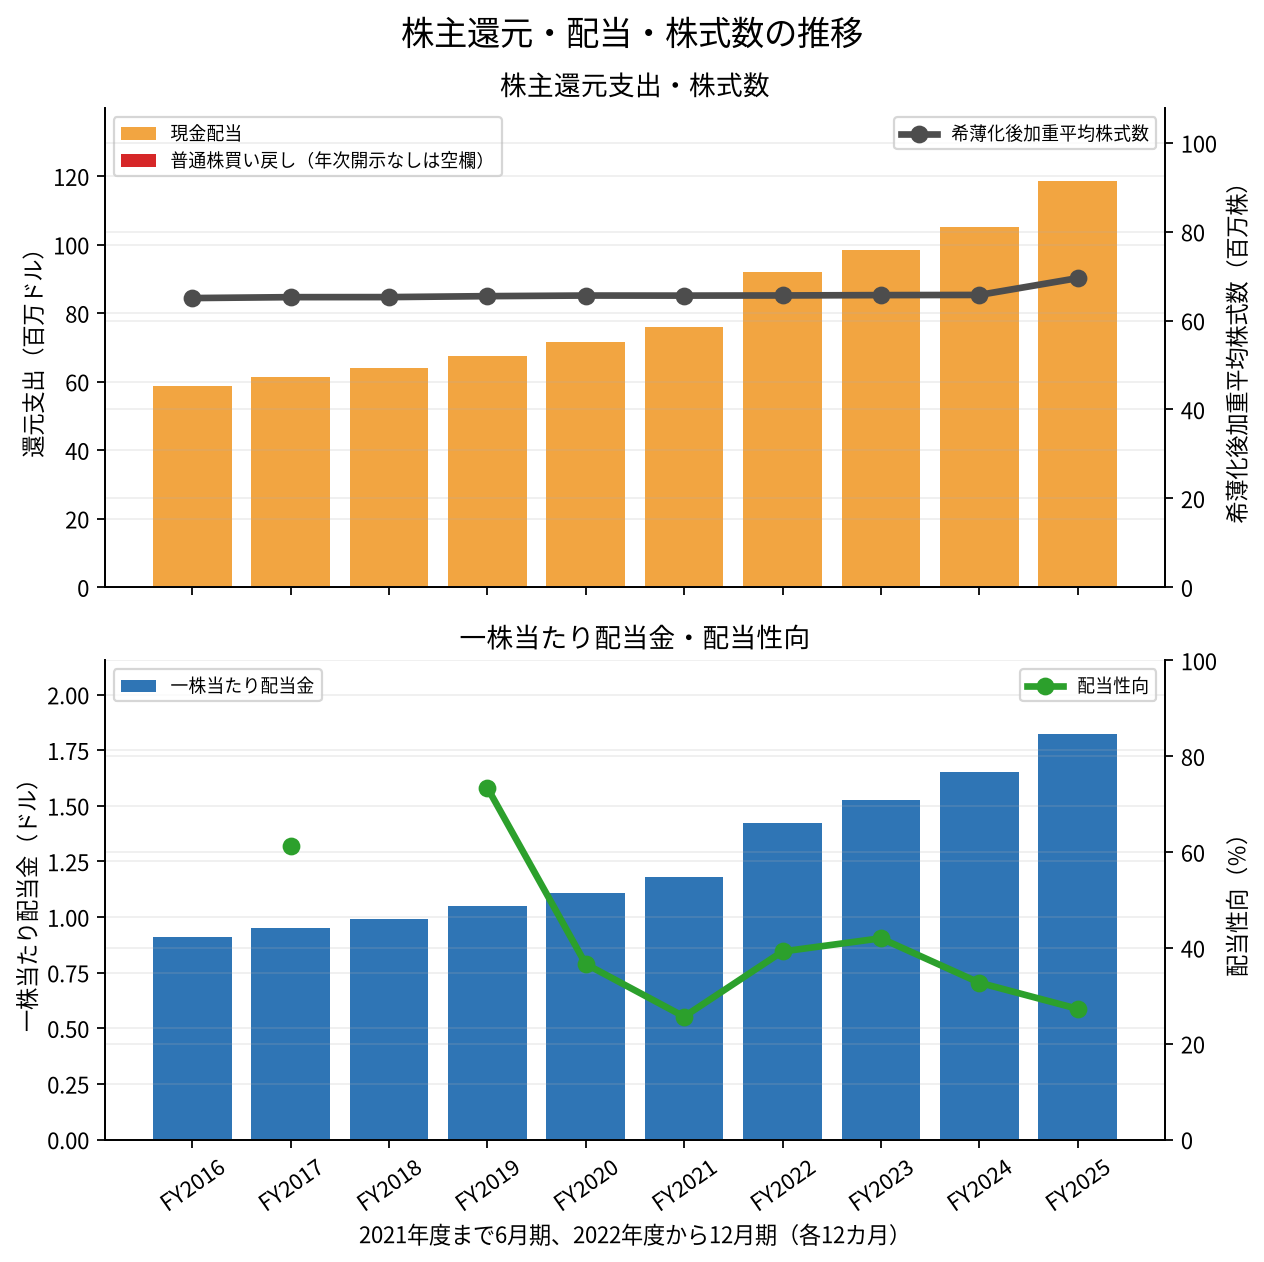 株主還元・配当・株式数の推移
株主還元支出・株式数
現金配当
普通株買い戻し（年次開示なしは空欄）
希薄化後加重平均株式数
還元支出（百万ドル）
120
100
80
60
40
20
0
100
80
60
40
20
0
希薄化後加重平均株式数（百万株）
一株当たり配当金・配当性向
一株当たり配当金
配当性向
一株当たり配当金（ドル）
2.00
1.75
1.50
1.25
1.00
0.75
0.50
0.25
0.00
100
80
60
40
20
0
配当性向（%）
FY2016
FY2017
FY2018
FY2019
FY2020
FY2021
FY2022
FY2023
FY2024
FY2025
2021年度まで6月期、2022年度から12月期（各12カ月）